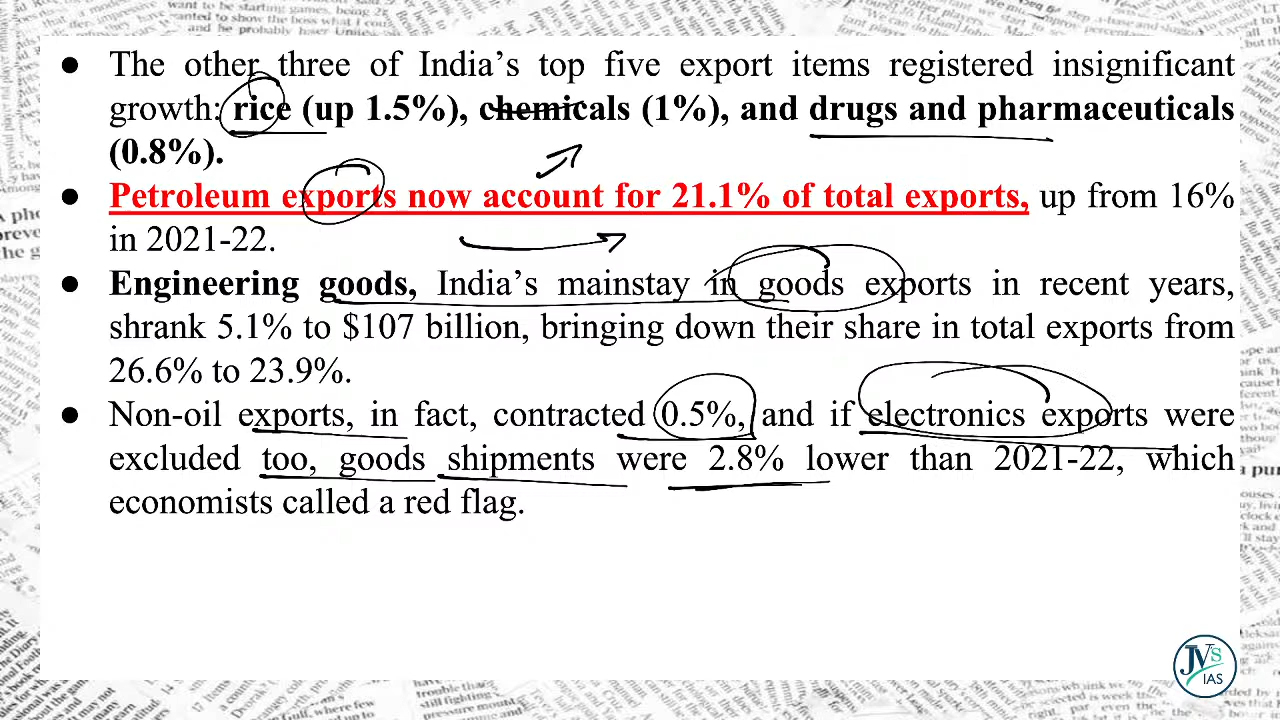 ● The other three of India's top five export items registered insignificant
growth: rice (up 1.5%), chemicals (1%), and drugs and pharmaceuticals
(0.8%).
● Petroleum exports now account for 21.1% of total exports, up from 16%
in 2021-22.
● Engineering goods, India's mainstay in goods exports in recent years,
shrank 5.1% to $107 billion, bringing down their share in total exports from
26.6% to 23.9%.
● Non-oil exports, in fact, contracted 0.5%, and if electronics exports were
excluded too, goods shipments were 2.8% lower than 2021-22, which
economists called a red flag.
JVS
IAS